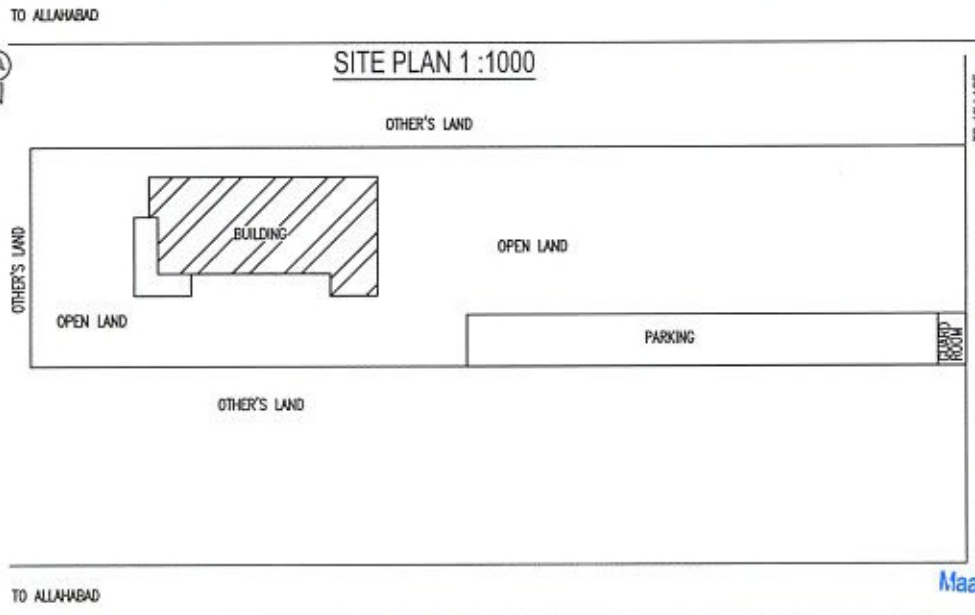 TO ALLAHABAD
SITE PLAN 1 :1000
OTHER'S LAND
OTHER'S LAND
BUILDING
OPEN LAND
OPEN LAND
PARKING
GUARD
ROOM
OTHER'S LAND
TO ALLAHABAD
Maa